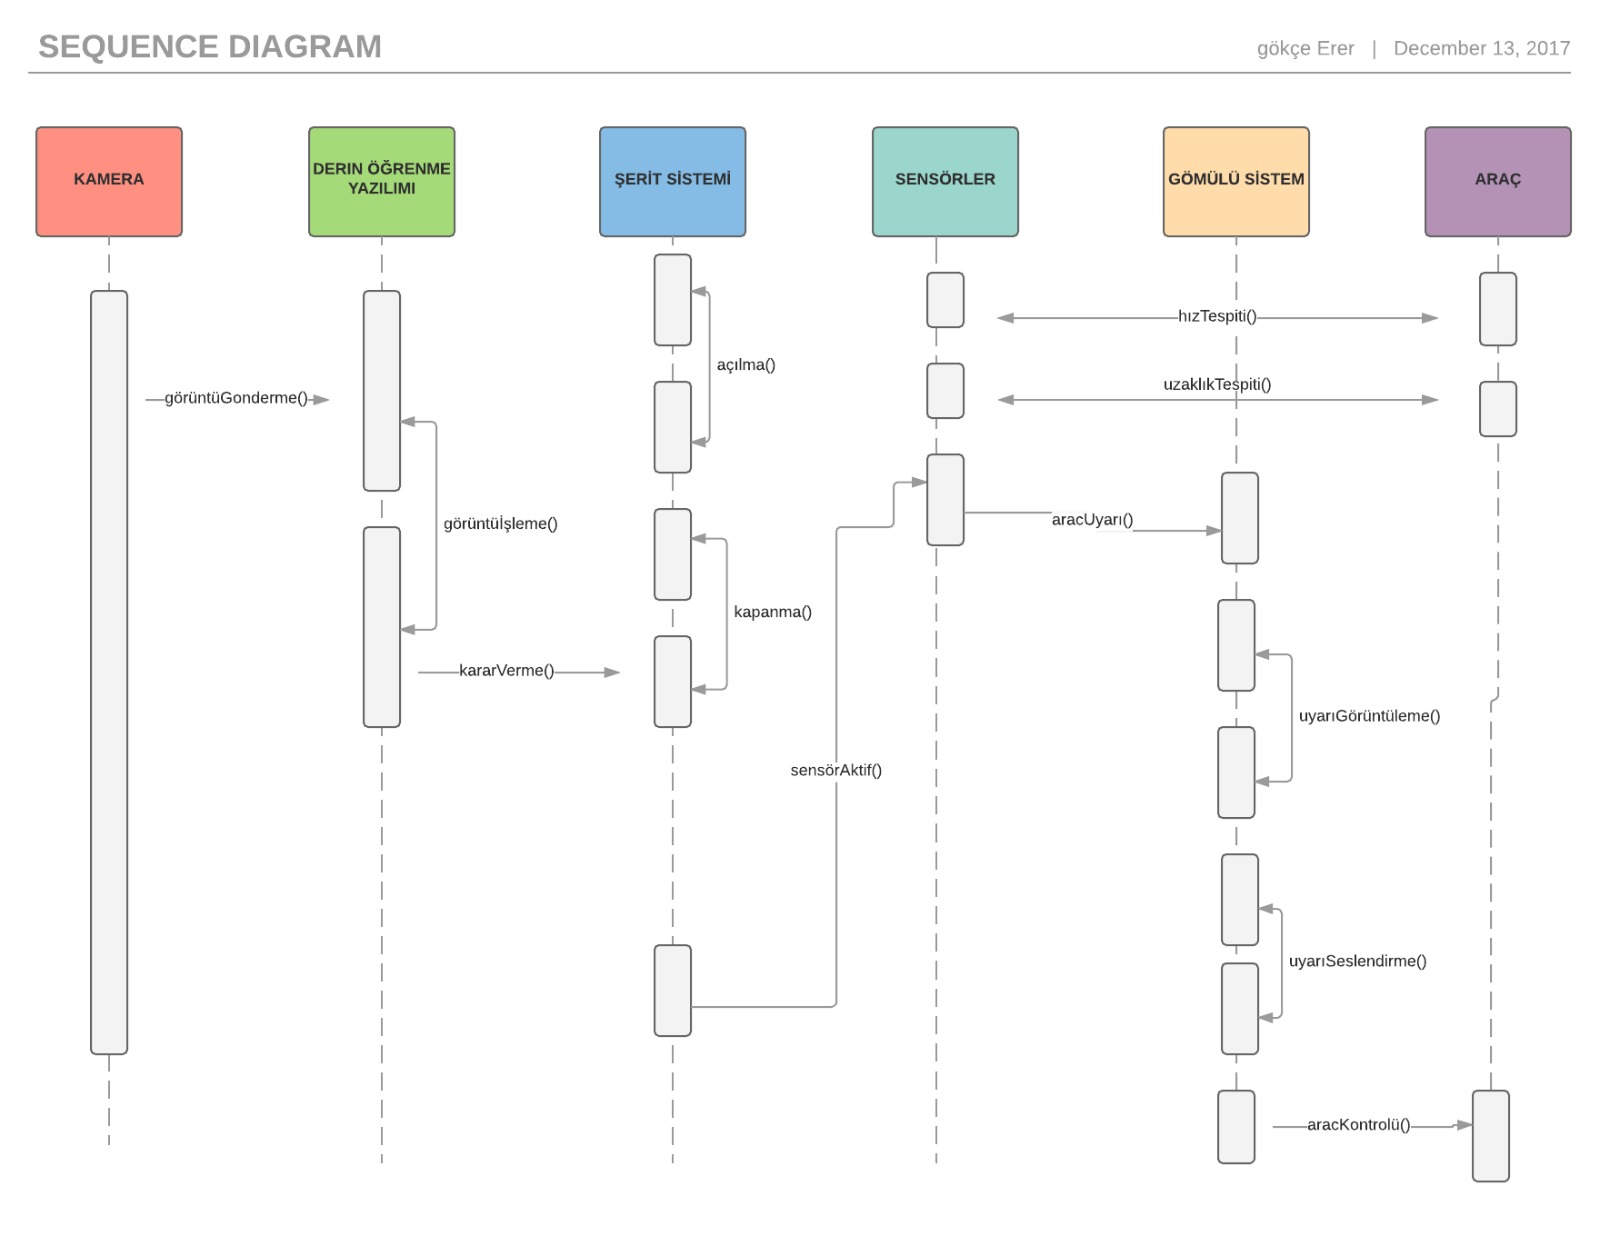 SEQUENCE DIAGRAM
gökçe Erer | December 13, 2017
KAMERA
DERIN ÖĞRENME
YAZILIMI
ŞERİT SİSTEMİ
SENSÖRLER
GÖMÜLÜ SİSTEM
ARAÇ
hızTespiti()
açılma()
uzaklıkTespiti()
görüntüGonderme()
aracUyarı()
görüntüİşleme()
kapanma()
kararVerme()
uyarıGörüntüleme()
sensörAktif()
uyarıSeslendirme()
aracKontrolü()